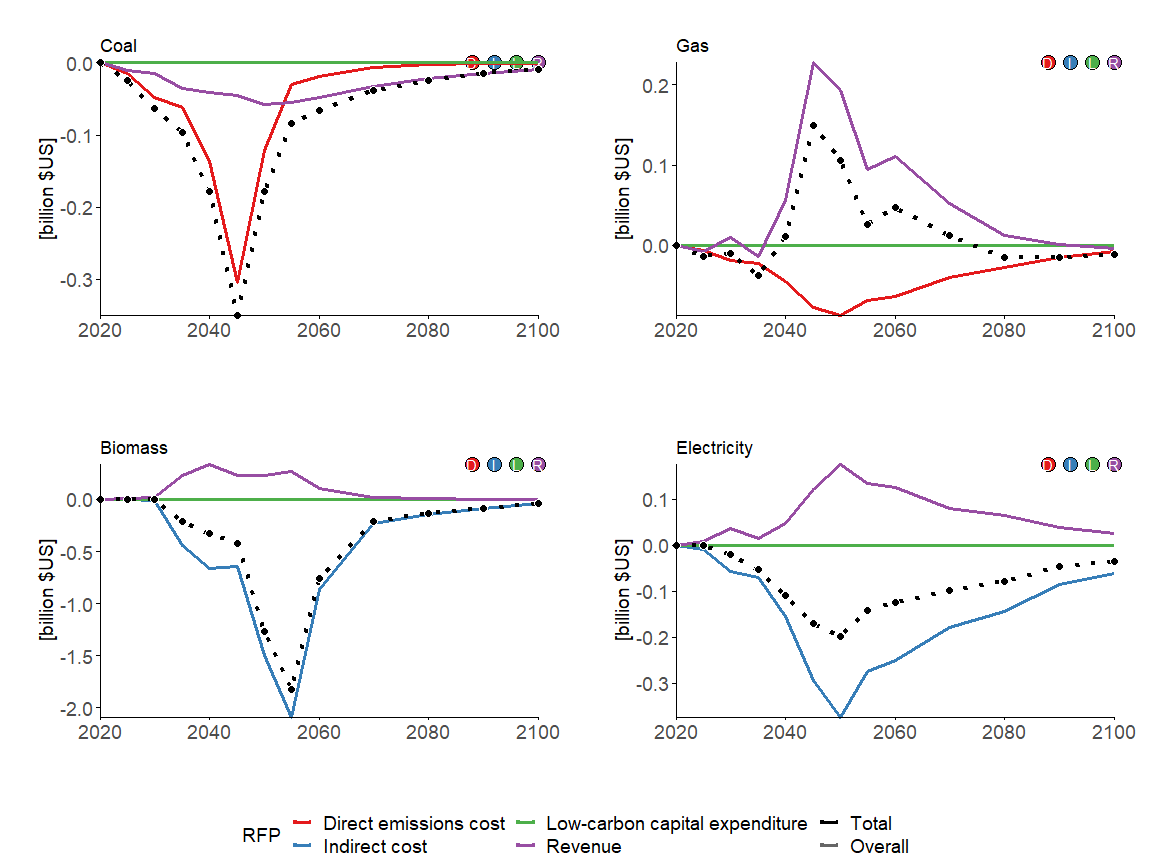 Coal
D I L R
[billion $US]
0.0
-0.1
-0.2
-0.3
2020 2040 2060 2080 2100
Gas
D I L R
[billion $US]
0.2
0.1
0.0
2020 2040 2060 2080 2100
Biomass
D I L R
[billion $US]
0.0
-0.5
-1.0
-1.5
-2.0
2020 2040 2060 2080 2100
Electricity
D I L R
[billion $US]
0.1
0.0
-0.1
-0.2
-0.3
2020 2040 2060 2080 2100
RFP
Direct emissions cost
Indirect cost
Low-carbon capital expenditure
Revenue
Total
Overall